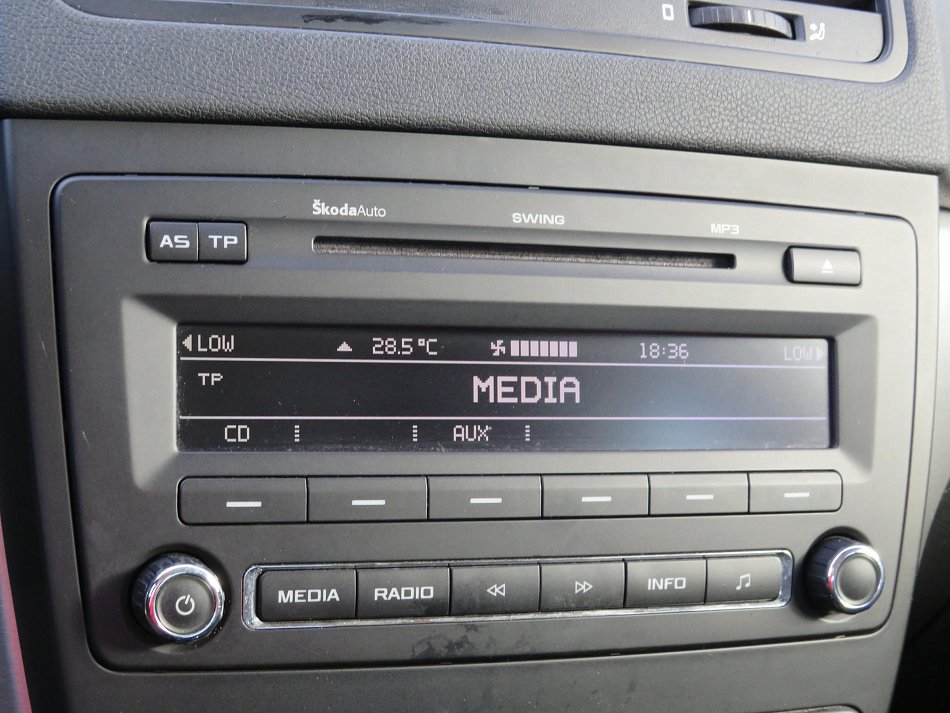 ŠkodaAuto
SWING
MP3
AS TP
LOW 28.5°C 18:36 LOW
TP MEDIA
CD AUX
MEDIA RADIO INFO